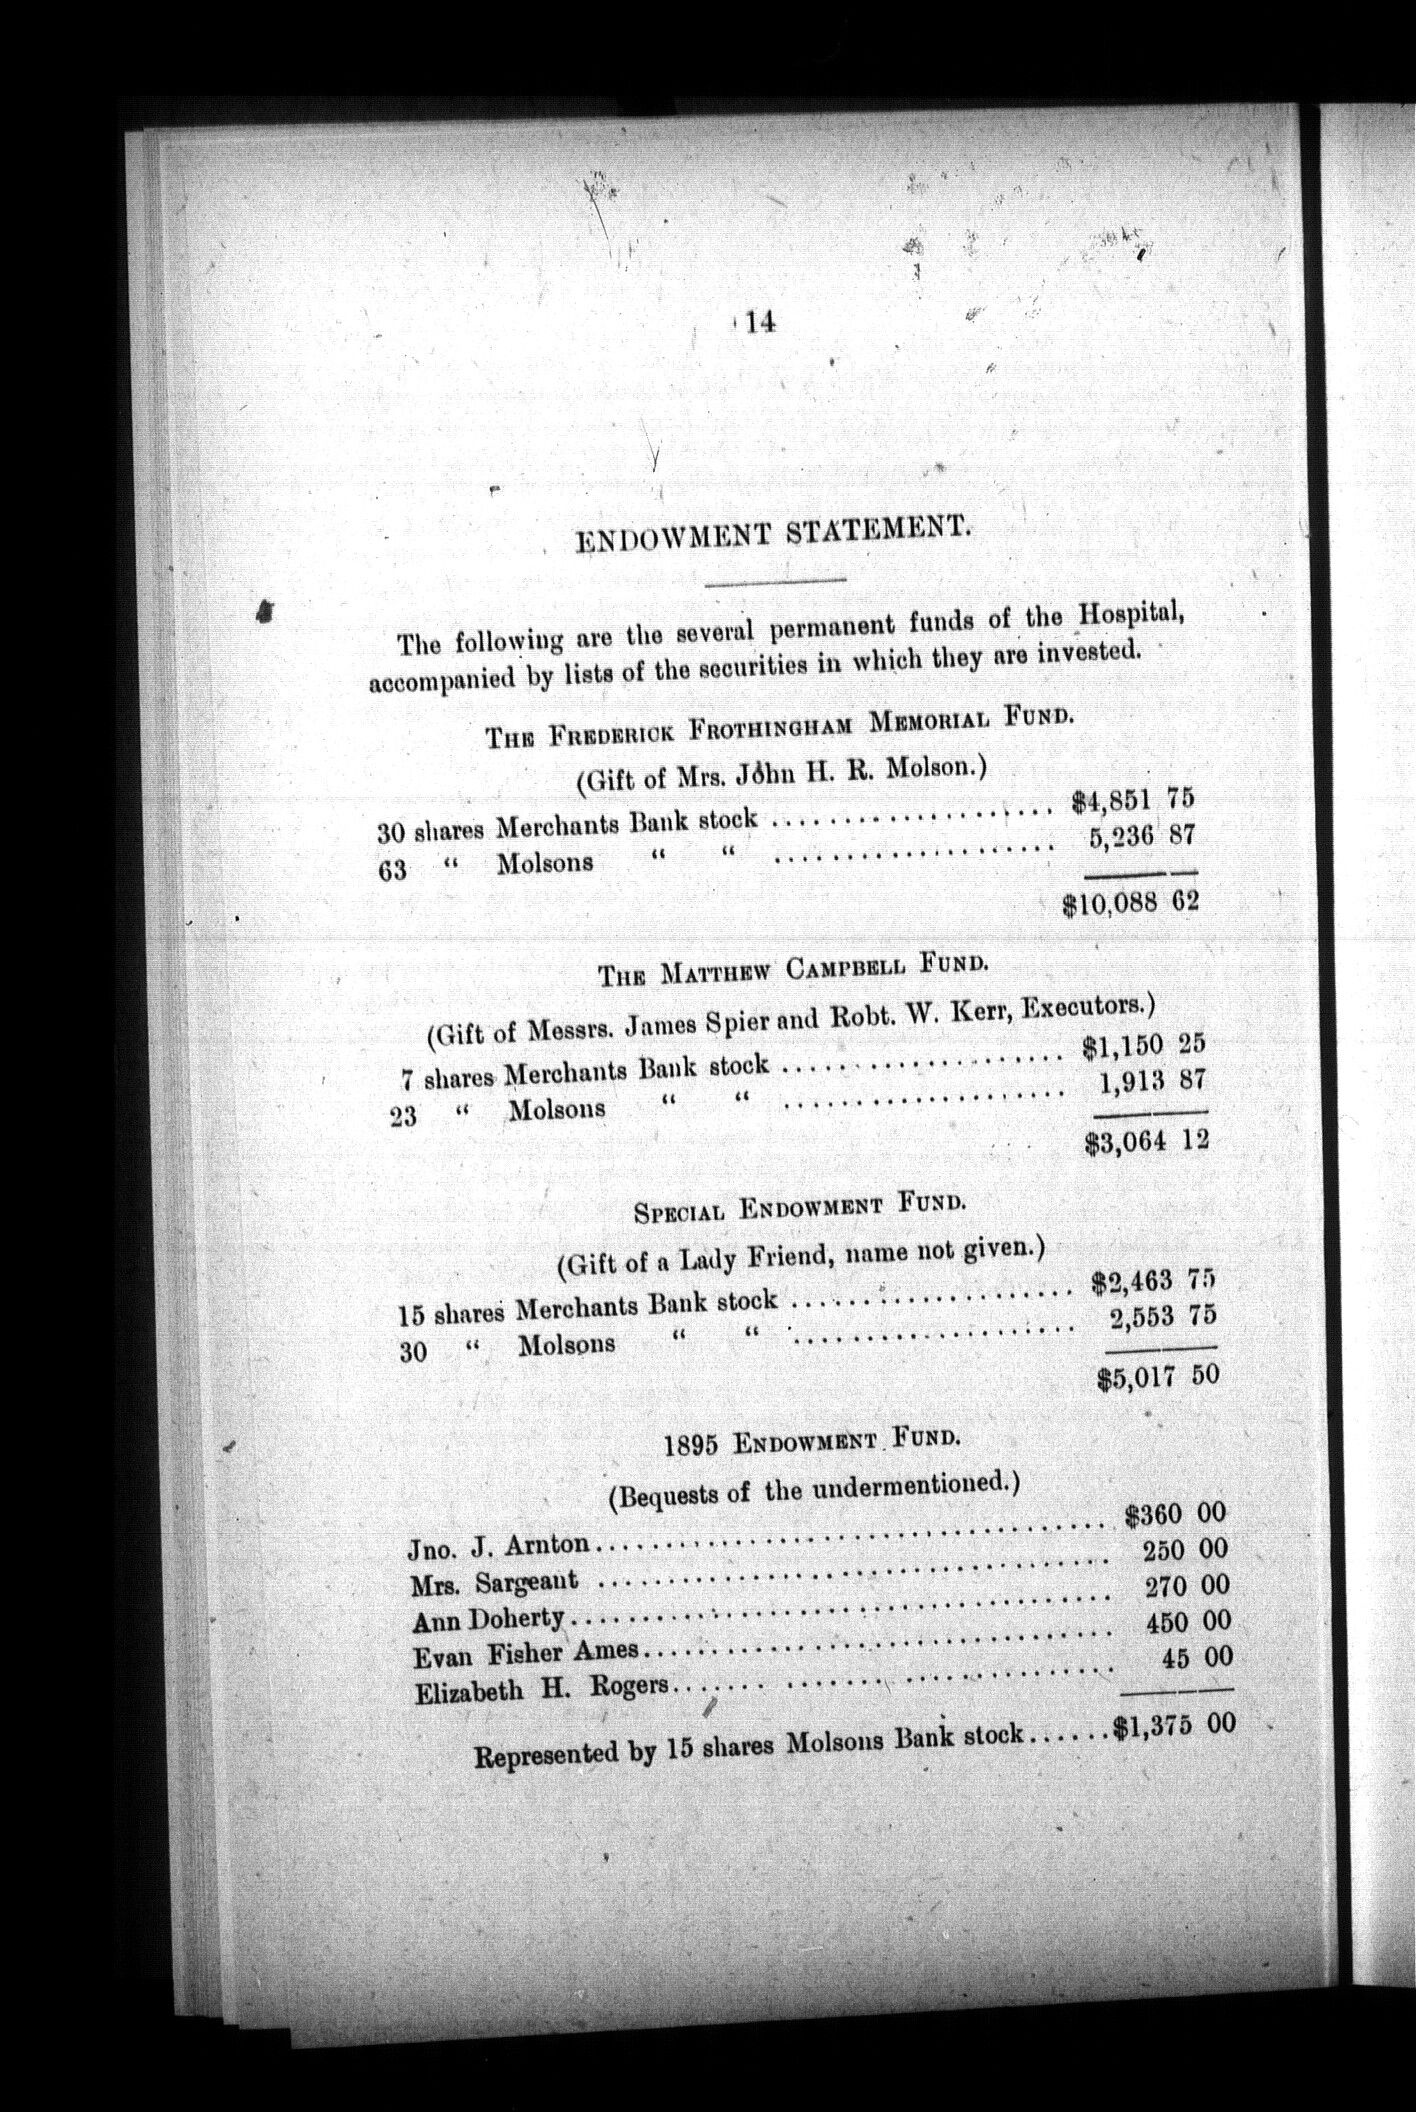 14
ENDOWMENT STATEMENT.
The following are the several permanent funds of the Hospital,
accompanied by lists of the securities in which they are invested.
THE FREDERICK FROTHINGHAM MEMORIAL FUND.
(Gift of Mrs. John H. R. Molson.)
30 shares Merchants Bank stock .................... $4,851 75
63 “ Molsons “ “ .................... 5,236 87
$10,088 62
THE MATTHEW CAMPBELL FUND.
(Gift of Messrs. James Spier and Robt. W. Kerr, Executors.)
7 shares Merchants Bank stock .................... $1,150 25
23 “ Molsons “ “ .................... 1,913 87
$3,064 12
SPECIAL ENDOWMENT FUND.
(Gift of a Lady Friend, name not given.)
15 shares Merchants Bank stock .................... $2,463 75
30 “ Molsons “ “ .................... 2,553 75
$5,017 50
1895 ENDOWMENT FUND.
(Bequests of the undermentioned.)
Jno. J. Arnton.................................... $360 00
Mrs. Sargeant .................................... 250 00
Ann Doherty...................................... 270 00
Evan Fisher Ames................................. 450 00
Elizabeth H. Rogers............................... 45 00
Represented by 15 shares Molsons Bank stock......$1,375 00